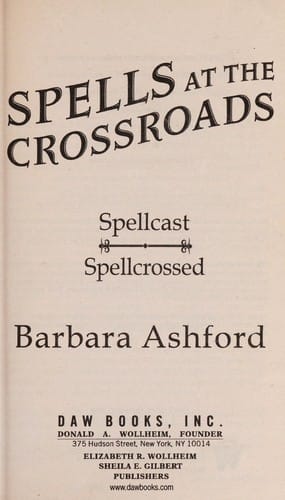 SPELLS AT THE
CROSSROADS
Spellcast
Spellcrossed
Barbara Ashford
DAW BOOKS, INC.
DONALD A. WOLLHEIM, FOUNDER
375 Hudson Street, New York, NY 10014
ELIZABETH R. WOLLHEIM
SHEILA E. GILBERT
PUBLISHERS
www.dawbooks.com